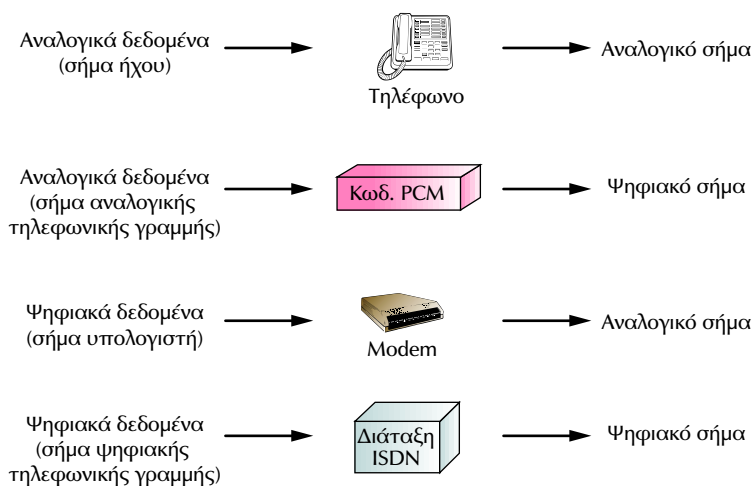 Αναλογικά δεδομένα
(σήμα ήχου)
Τηλέφωνο
Αναλογικό σήμα
Αναλογικά δεδομένα
(σήμα αναλογικής
τηλεφωνικής γραμμής)
Κωδ. PCM
Ψηφιακό σήμα
Ψηφιακά δεδομένα
(σήμα υπολογιστή)
Modem
Αναλογικό σήμα
Ψηφιακά δεδομένα
(σήμα ψηφιακής
τηλεφωνικής γραμμής)
Διάταξη
ISDN
Ψηφιακό σήμα